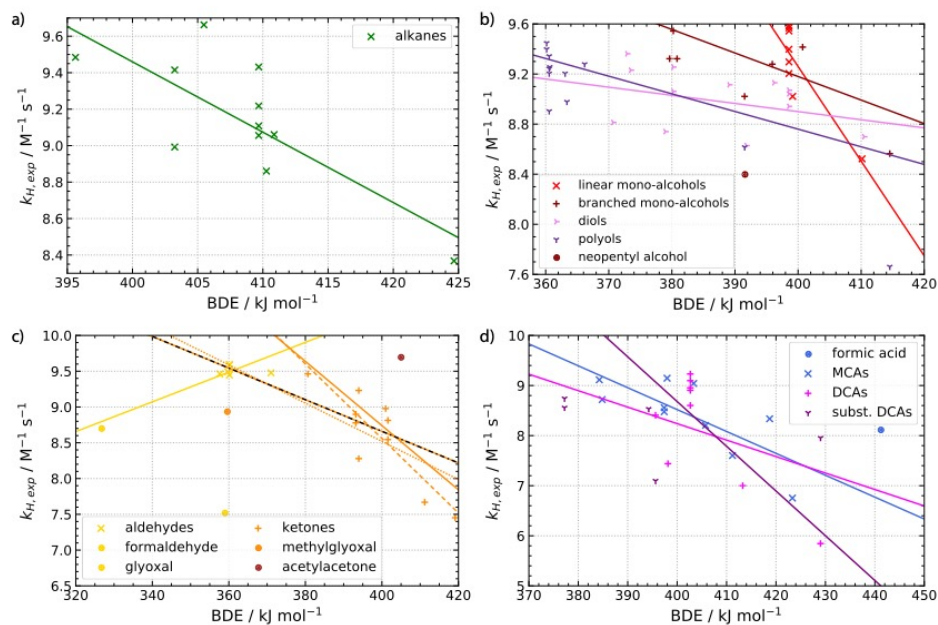 a)
k_H,exp / M⁻¹ s⁻¹
9.6
9.4
9.2
9.0
8.8
8.6
8.4
alkanes
395 400 405 410 415 420 425
BDE / kJ mol⁻¹
b)
k_H,exp / M⁻¹ s⁻¹
9.6
9.2
8.8
8.4
8.0
7.6
linear mono-alcohols
branched mono-alcohols
diols
polyols
neopentyl alcohol
360 370 380 390 400 410 420
BDE / kJ mol⁻¹
c)
k_H,exp / M⁻¹ s⁻¹
10.0
9.5
9.0
8.5
8.0
7.5
7.0
6.5
aldehydes
formaldehyde
glyoxal
ketones
methylglyoxal
acetylacetone
320 340 360 380 400 420
BDE / kJ mol⁻¹
d)
k_H,exp / M⁻¹ s⁻¹
10
9
8
7
6
5
formic acid
MCAs
DCAs
subst. DCAs
370 380 390 400 410 420 430 440 450
BDE / kJ mol⁻¹